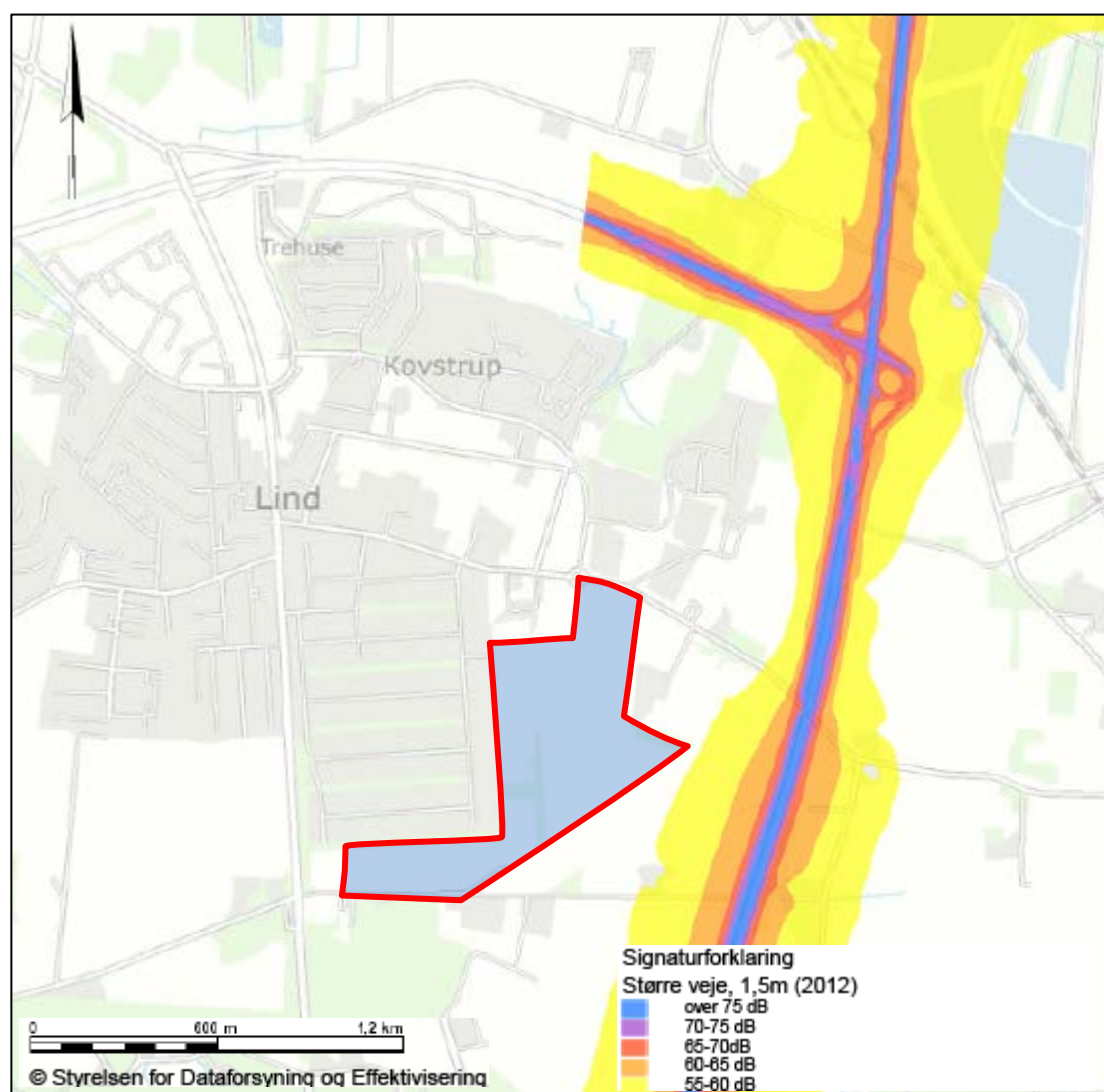 Trehuse
Kovstrup
Lind
Signaturforklaring
Større veje, 1,5m (2012)
over 75 dB
70-75 dB
65-70dB
60-65 dB
55-60 dB
0 600 m 1,2 km
© Styrelsen for Dataforsyning og Effektivisering